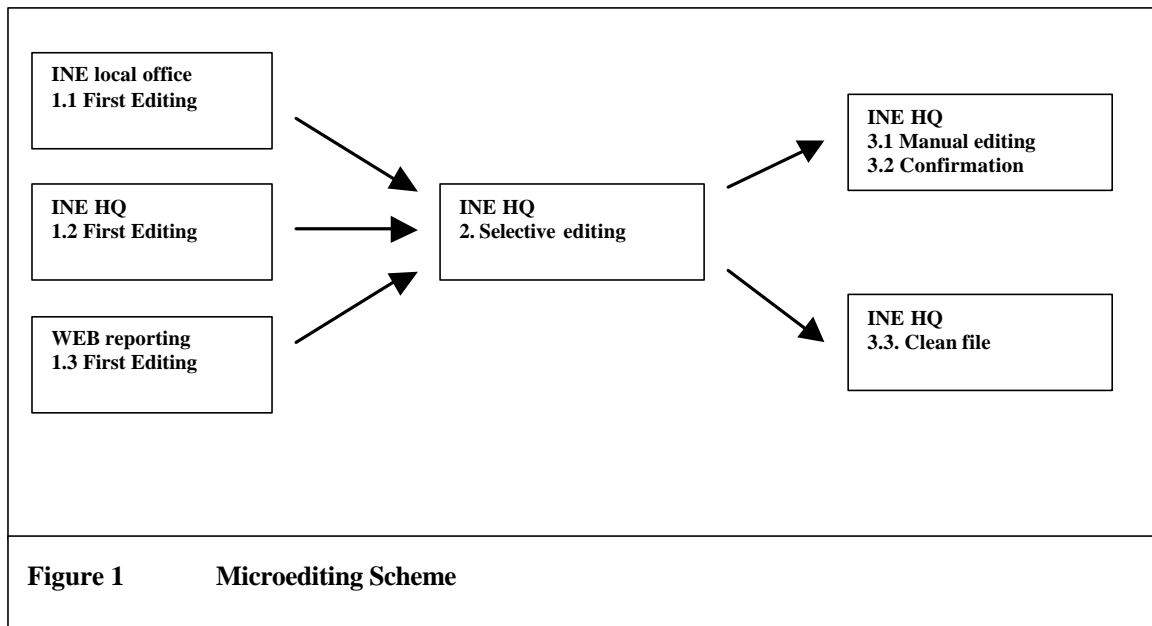 INE local office
1.1 First Editing
INE HQ
1.2 First Editing
WEB reporting
1.3 First Editing
INE HQ
2. Selective editing
INE HQ
3.1 Manual editing
3.2 Confirmation
INE HQ
3.3. Clean file
Figure 1 Microediting Scheme